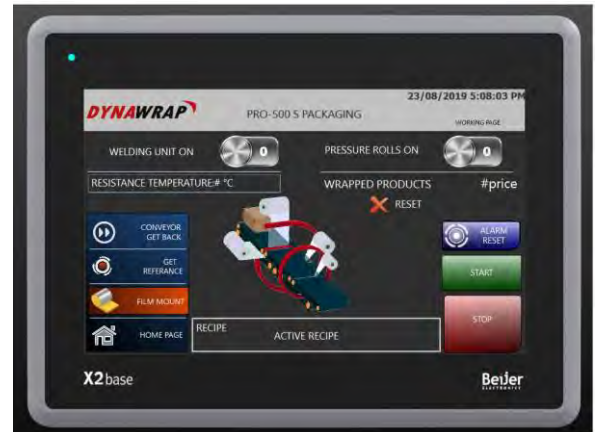 23/08/2019 5:08:03 PM
DYNAWRAP
PRO-500 S PACKAGING
WORKING PAGE
WELDING UNIT ON
0
PRESSURE ROLLS ON
0
RESISTANCE TEMPERATURE:# °C
WRAPPED PRODUCTS
#price
RESET
CONVEYOR
GET BACK
ALARM
RESET
GET
REFERANCE
START
FILM MOUNT
STOP
HOME PAGE
RECIPE
ACTIVE RECIPE
X2 base
Beijer
ELECTRONICS